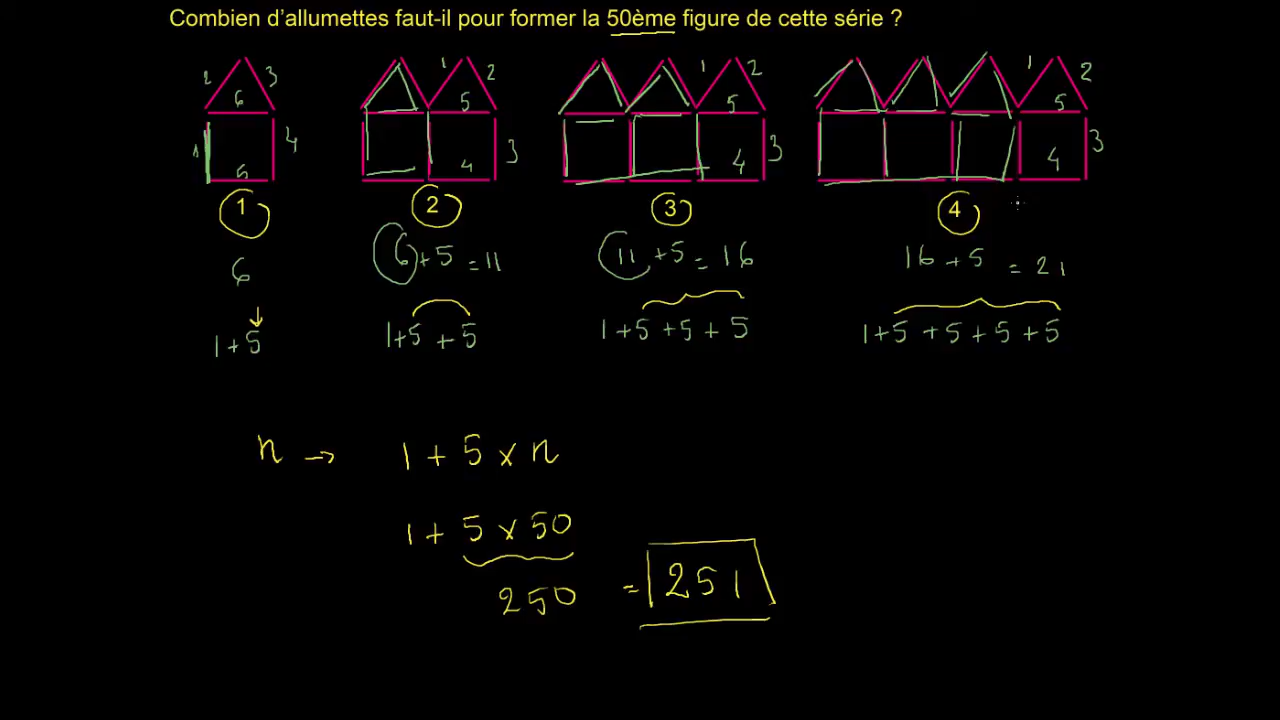 Combien d'allumettes faut-il pour former la 50ème figure de cette série ?
2 3 1 2 1 2 1 2
6 5 5 5
1 4 3 3 3
5 4 4 4
1 2 3 4
6 6+5=11 11+5=16 16+5=21
1+5 1+5+5 1+5+5+5 1+5+5+5+5
n → 1+5×n
1+5×50
250 = 251